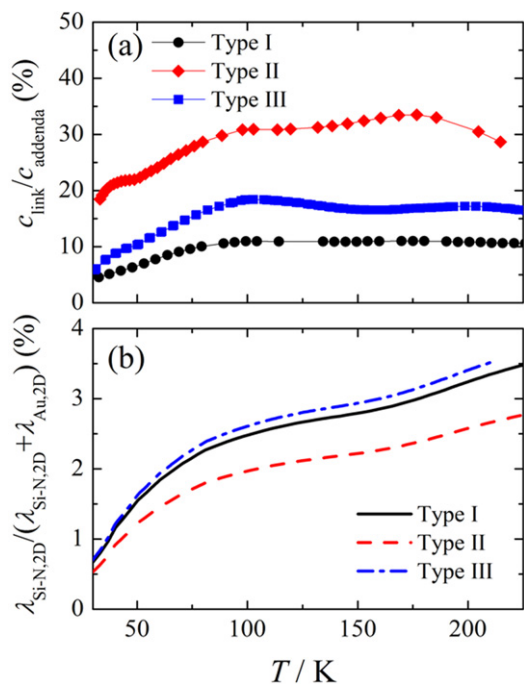 (a)
Type I
Type II
Type III
c_link/c_addenda (%)
50
40
30
20
10
0
(b)
λ_Si-N,2D/(λ_Si-N,2D+λ_Au,2D) (%)
4
3
2
1
0
Type I
Type II
Type III
50
100
150
200
T / K